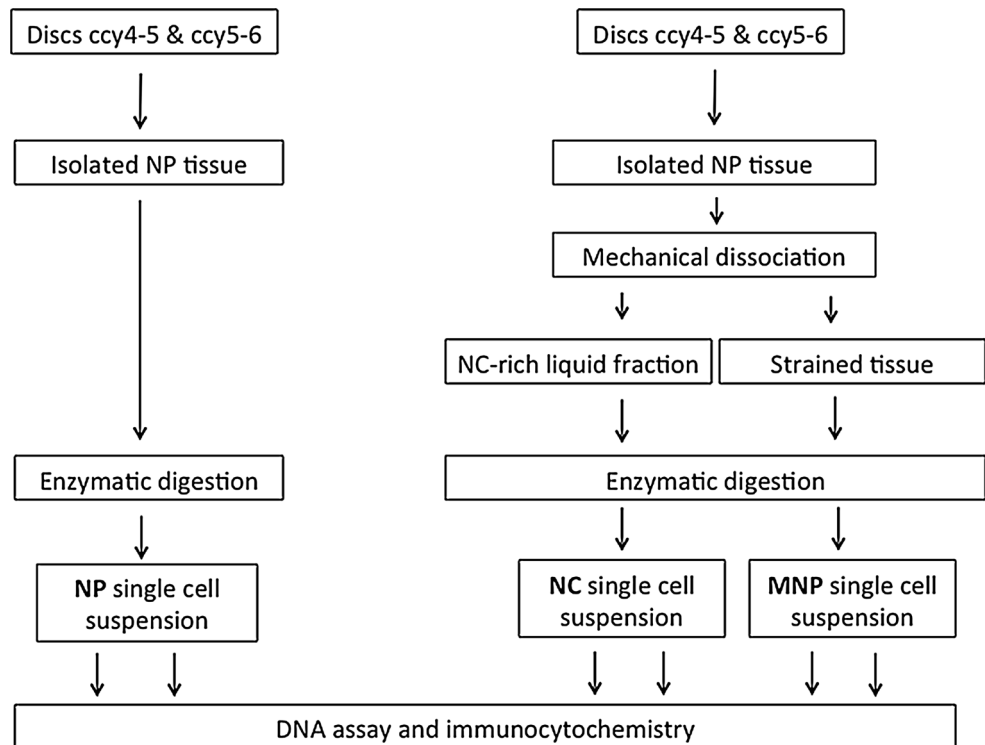 Discs ccy4-5 & ccy5-6
Isolated NP tissue
Enzymatic digestion
NP single cell
suspension
Discs ccy4-5 & ccy5-6
Isolated NP tissue
Mechanical dissociation
NC-rich liquid fraction
Strained tissue
Enzymatic digestion
NC single cell
suspension
MNP single cell
suspension
DNA assay and immunocytochemistry